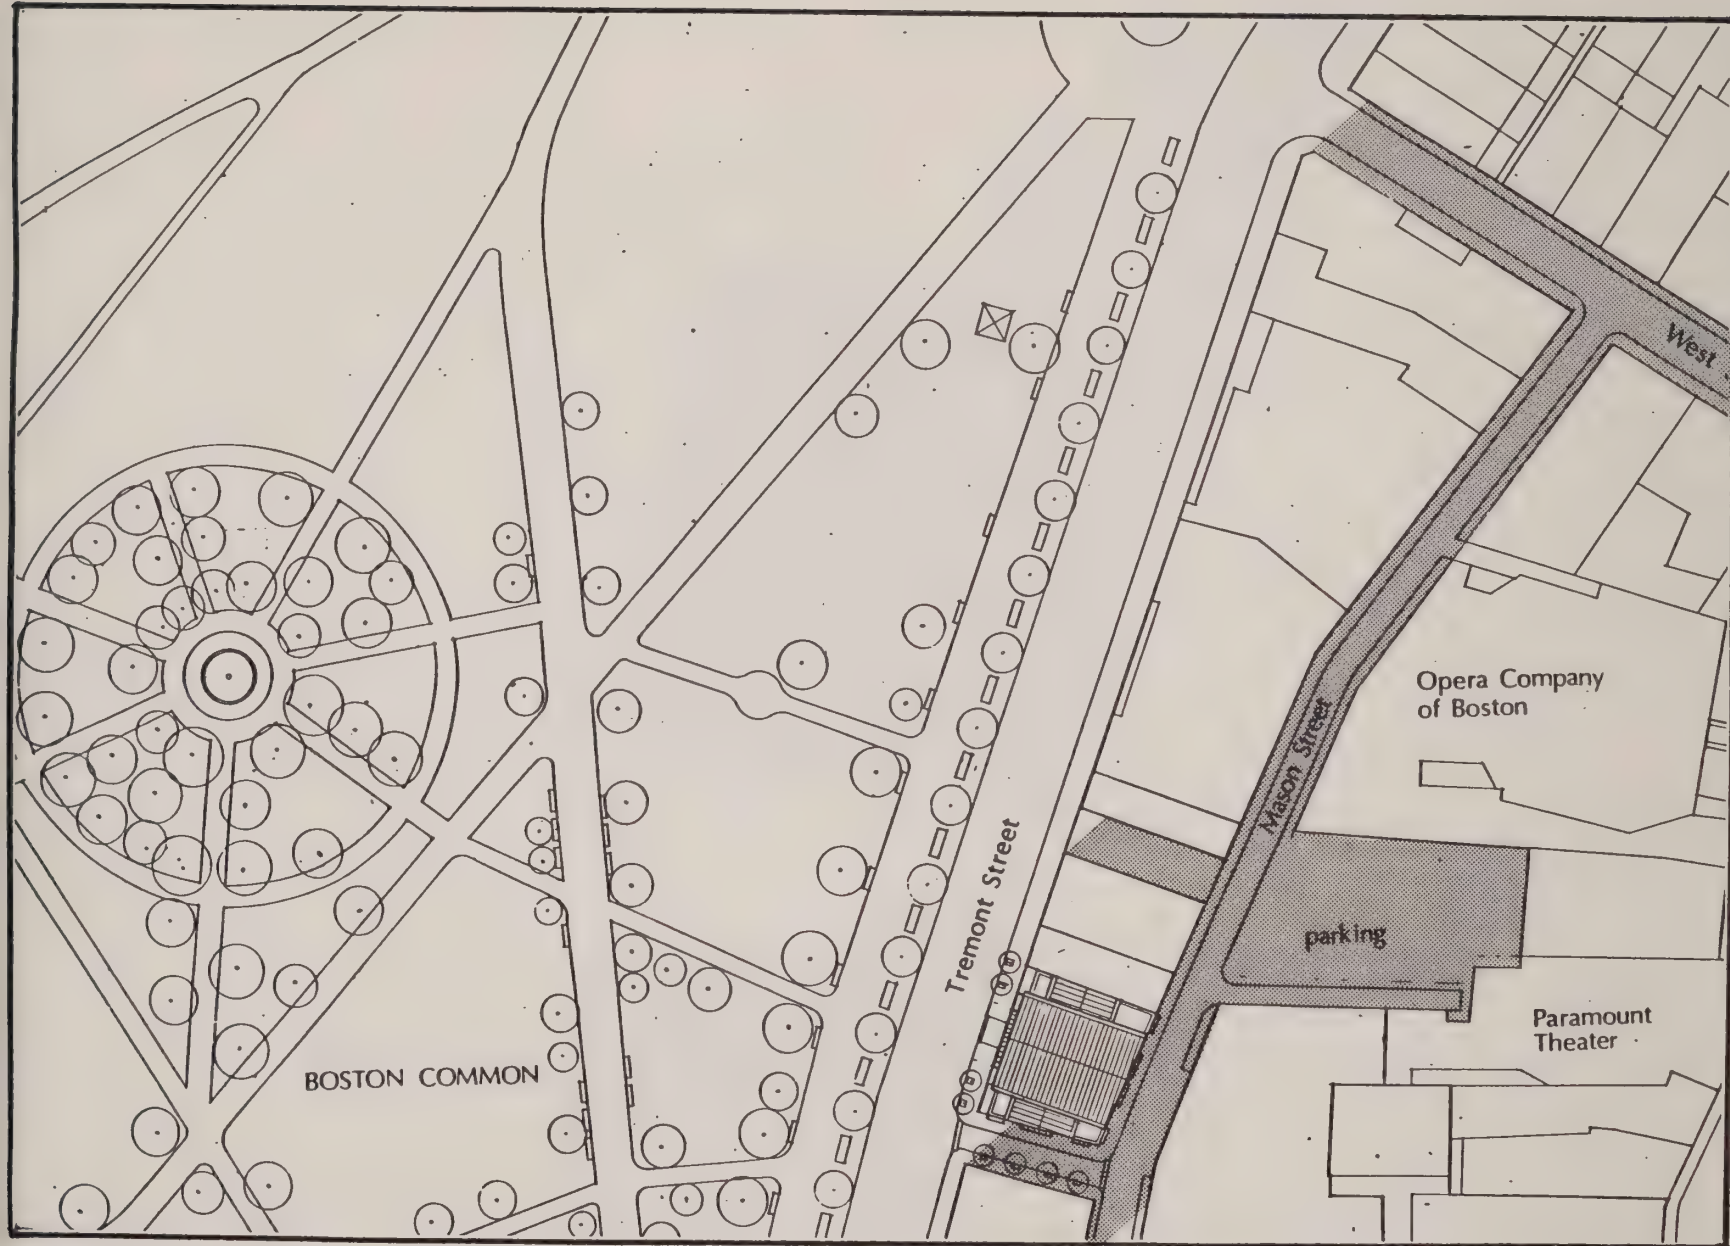 West
Opera Company
of Boston
Mason Street
Tremont Street
parking
Paramount
Theater
BOSTON COMMON